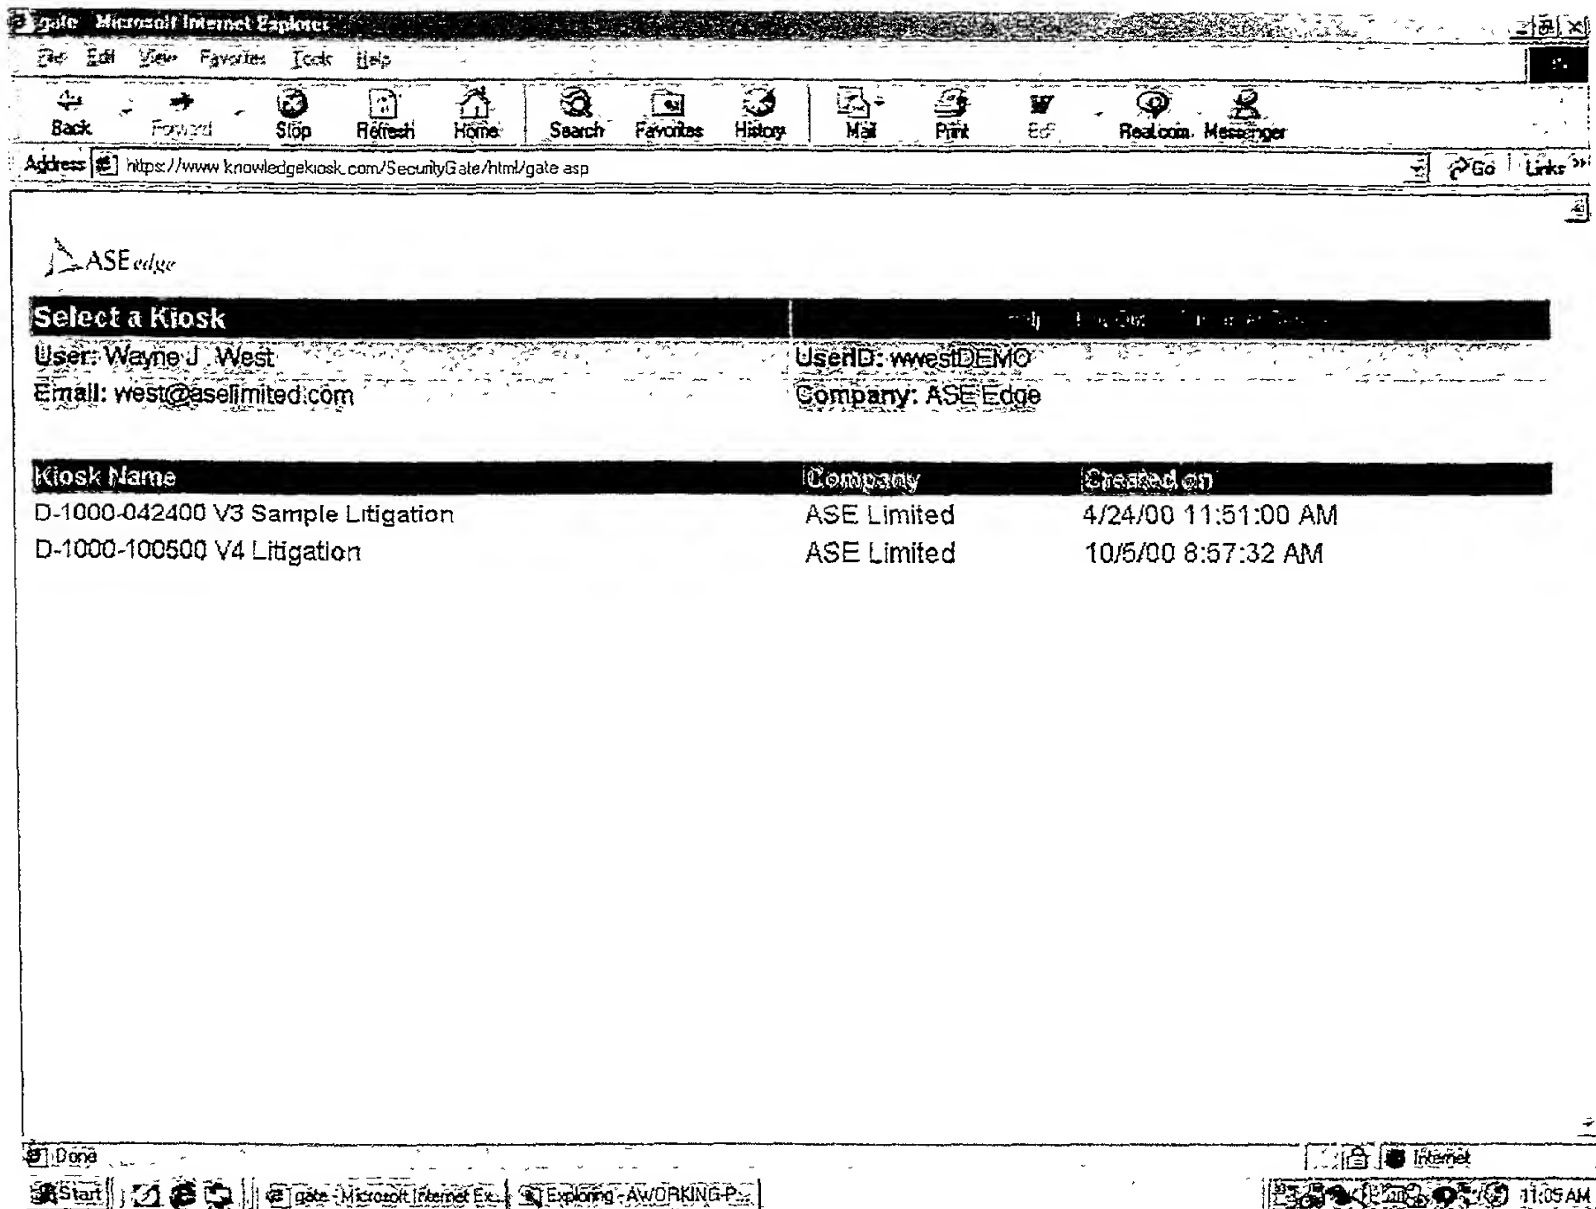 gate - Microsoft Internet Explorer
File Edit View Favorites Tools Help
Back Forward Stop Refresh Home Search Favorites History Mail Print Edit Real.com Messenger
Address https://www.knowledgekiosk.com/SecurityGate/html/gate.asp Go Links
ASE edge
Select a Kiosk
User: Wayne J. West UserID: wwestDEMO
Email: west@aselimited.com Company: ASE Edge
Kiosk Name Company Created on
D-1000-042400 V3 Sample Litigation ASE Limited 4/24/00 11:51:00 AM
D-1000-100500 V4 Litigation ASE Limited 10/5/00 8:57:32 AM
Done Internet
Start gate - Microsoft Internet Ex... Exploring - AWORKING-P... 11:05 AM